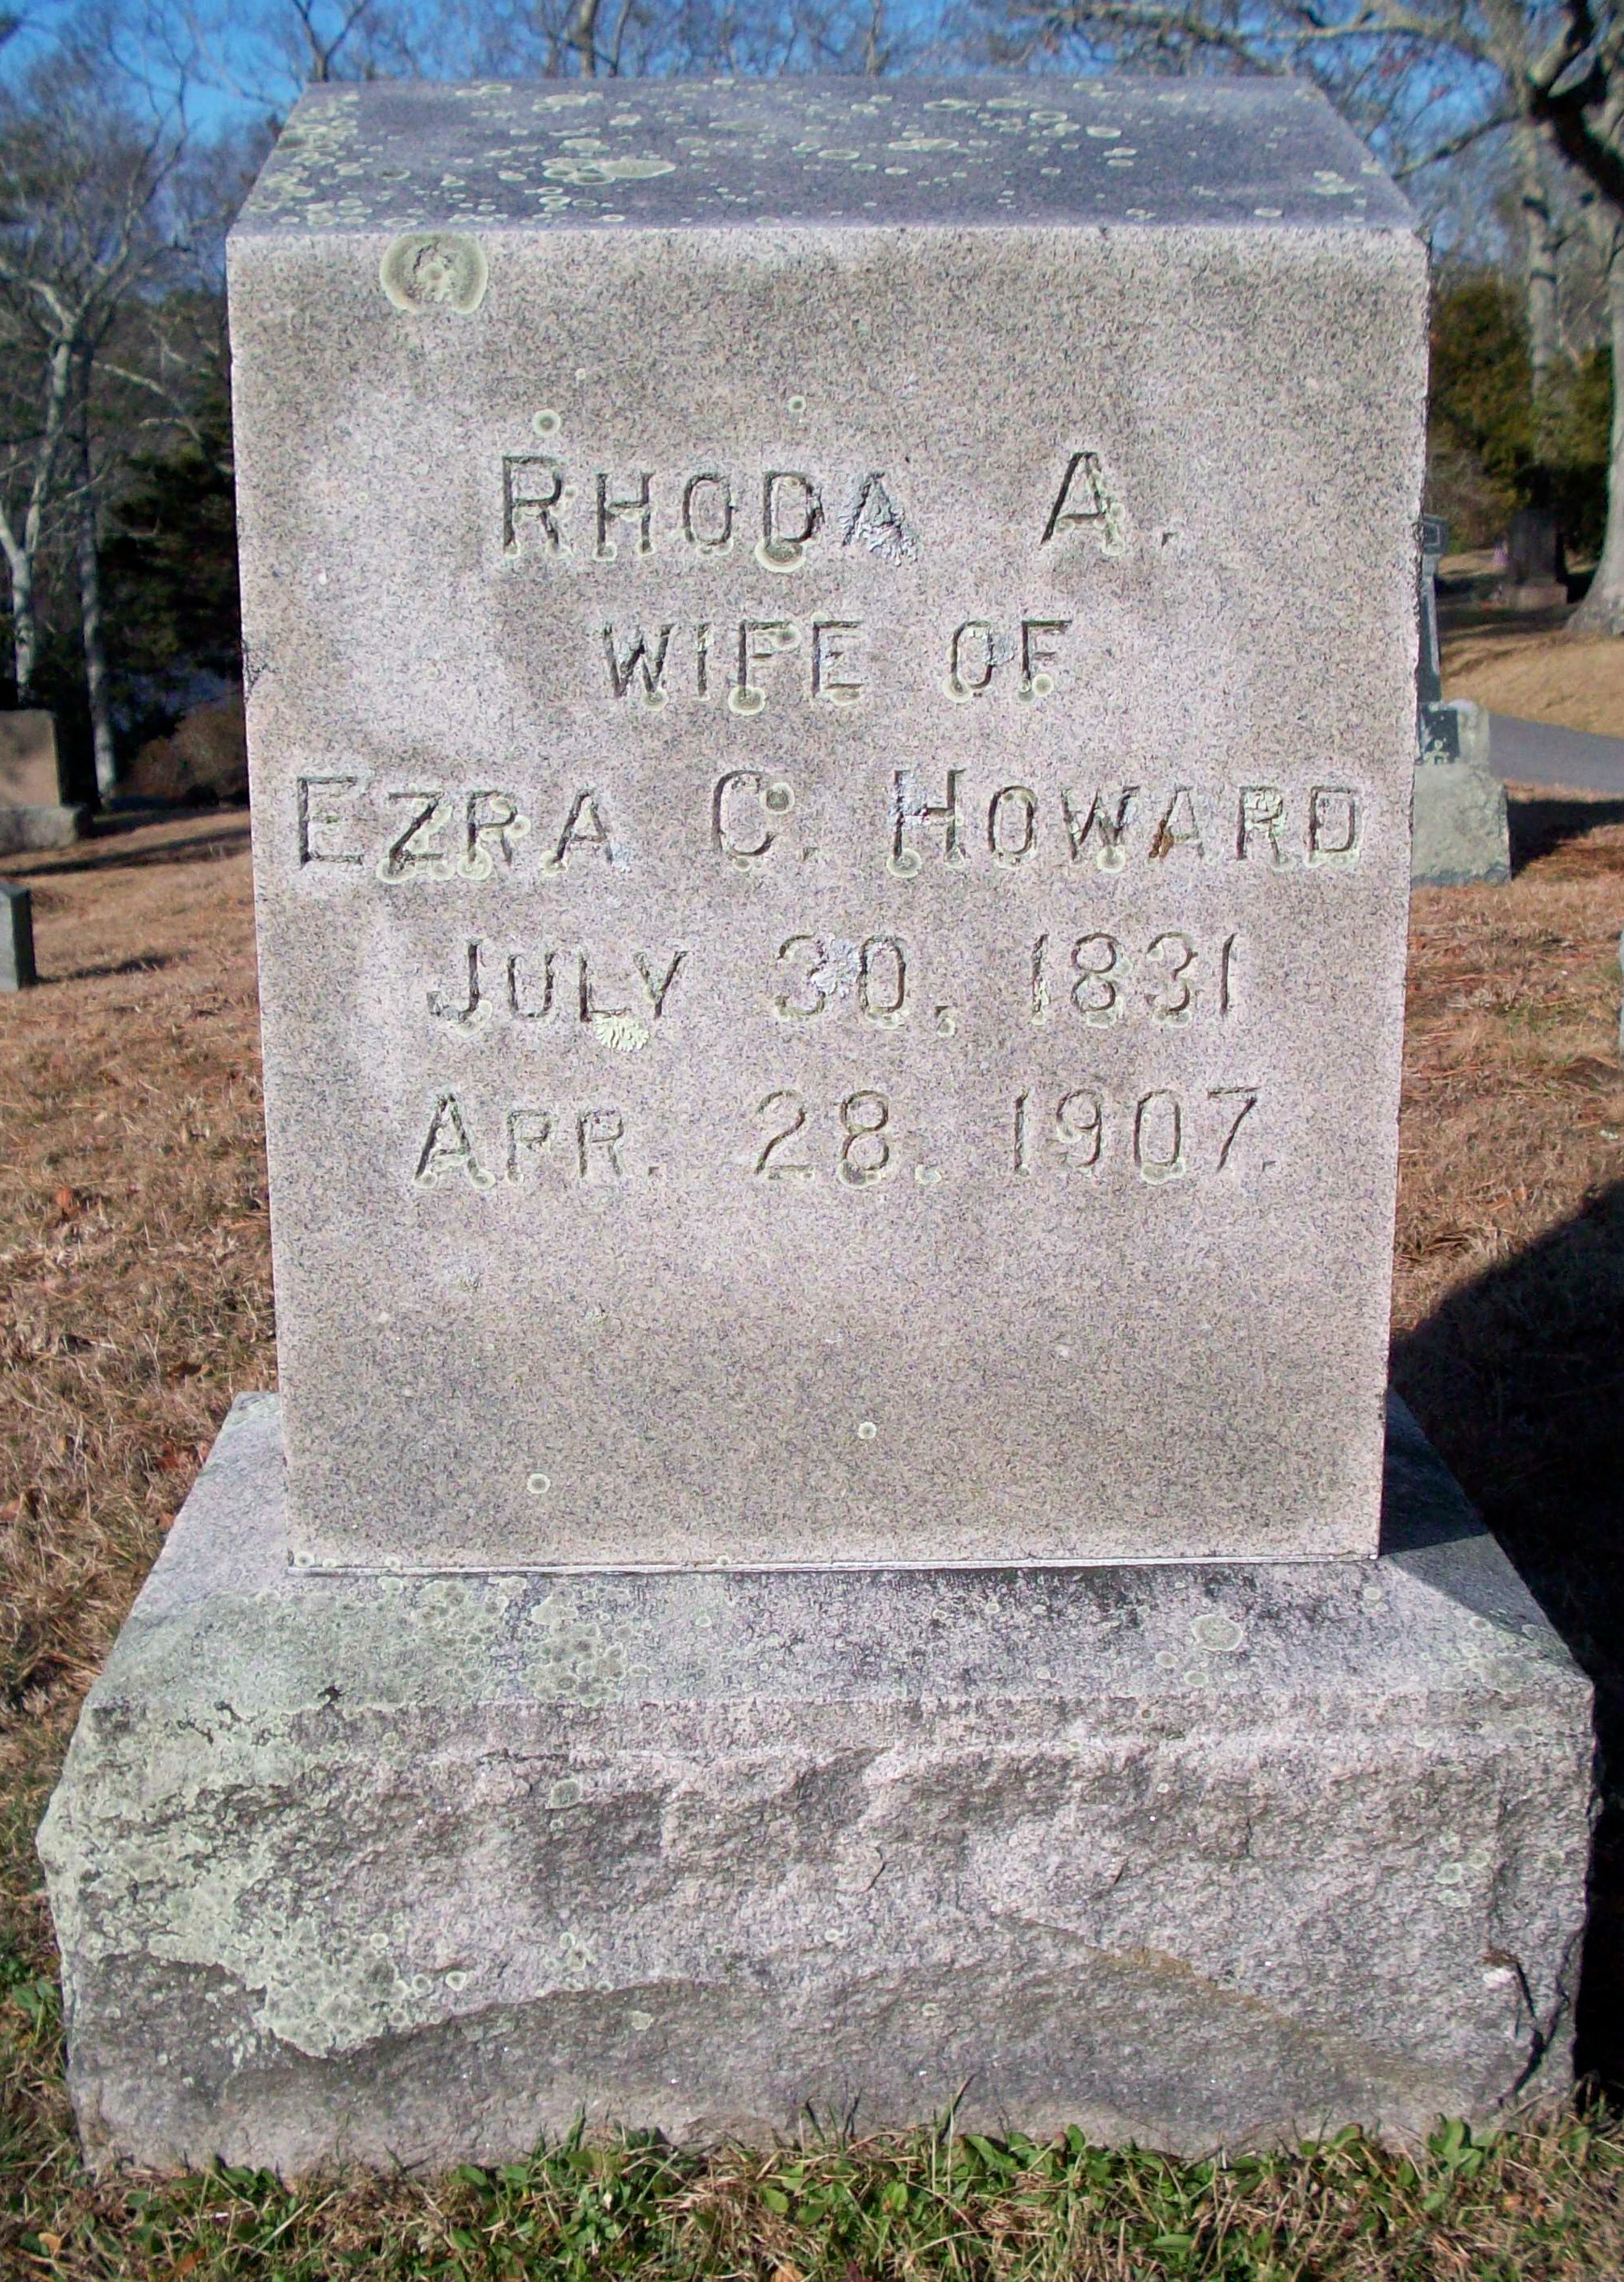 RHODA A.
WIFE OF
EZRA C. HOWARD
JULY 30, 1831
APR. 28, 1907.